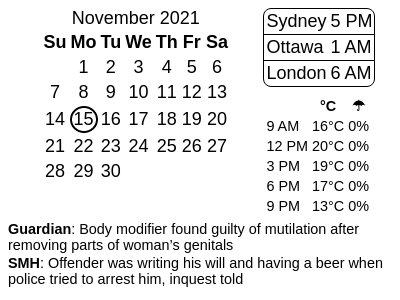 November 2021
Su Mo Tu We Th Fr Sa
1 2 3 4 5 6
7 8 9 10 11 12 13
14 15 16 17 18 19 20
21 22 23 24 25 26 27
28 29 30
Sydney 5 PM
Ottawa 1 AM
London 6 AM
°C ☂
9 AM 16°C 0%
12 PM 20°C 0%
3 PM 19°C 0%
6 PM 17°C 0%
9 PM 13°C 0%
Guardian: Body modifier found guilty of mutilation after
removing parts of woman’s genitals
SMH: Offender was writing his will and having a beer when
police tried to arrest him, inquest told